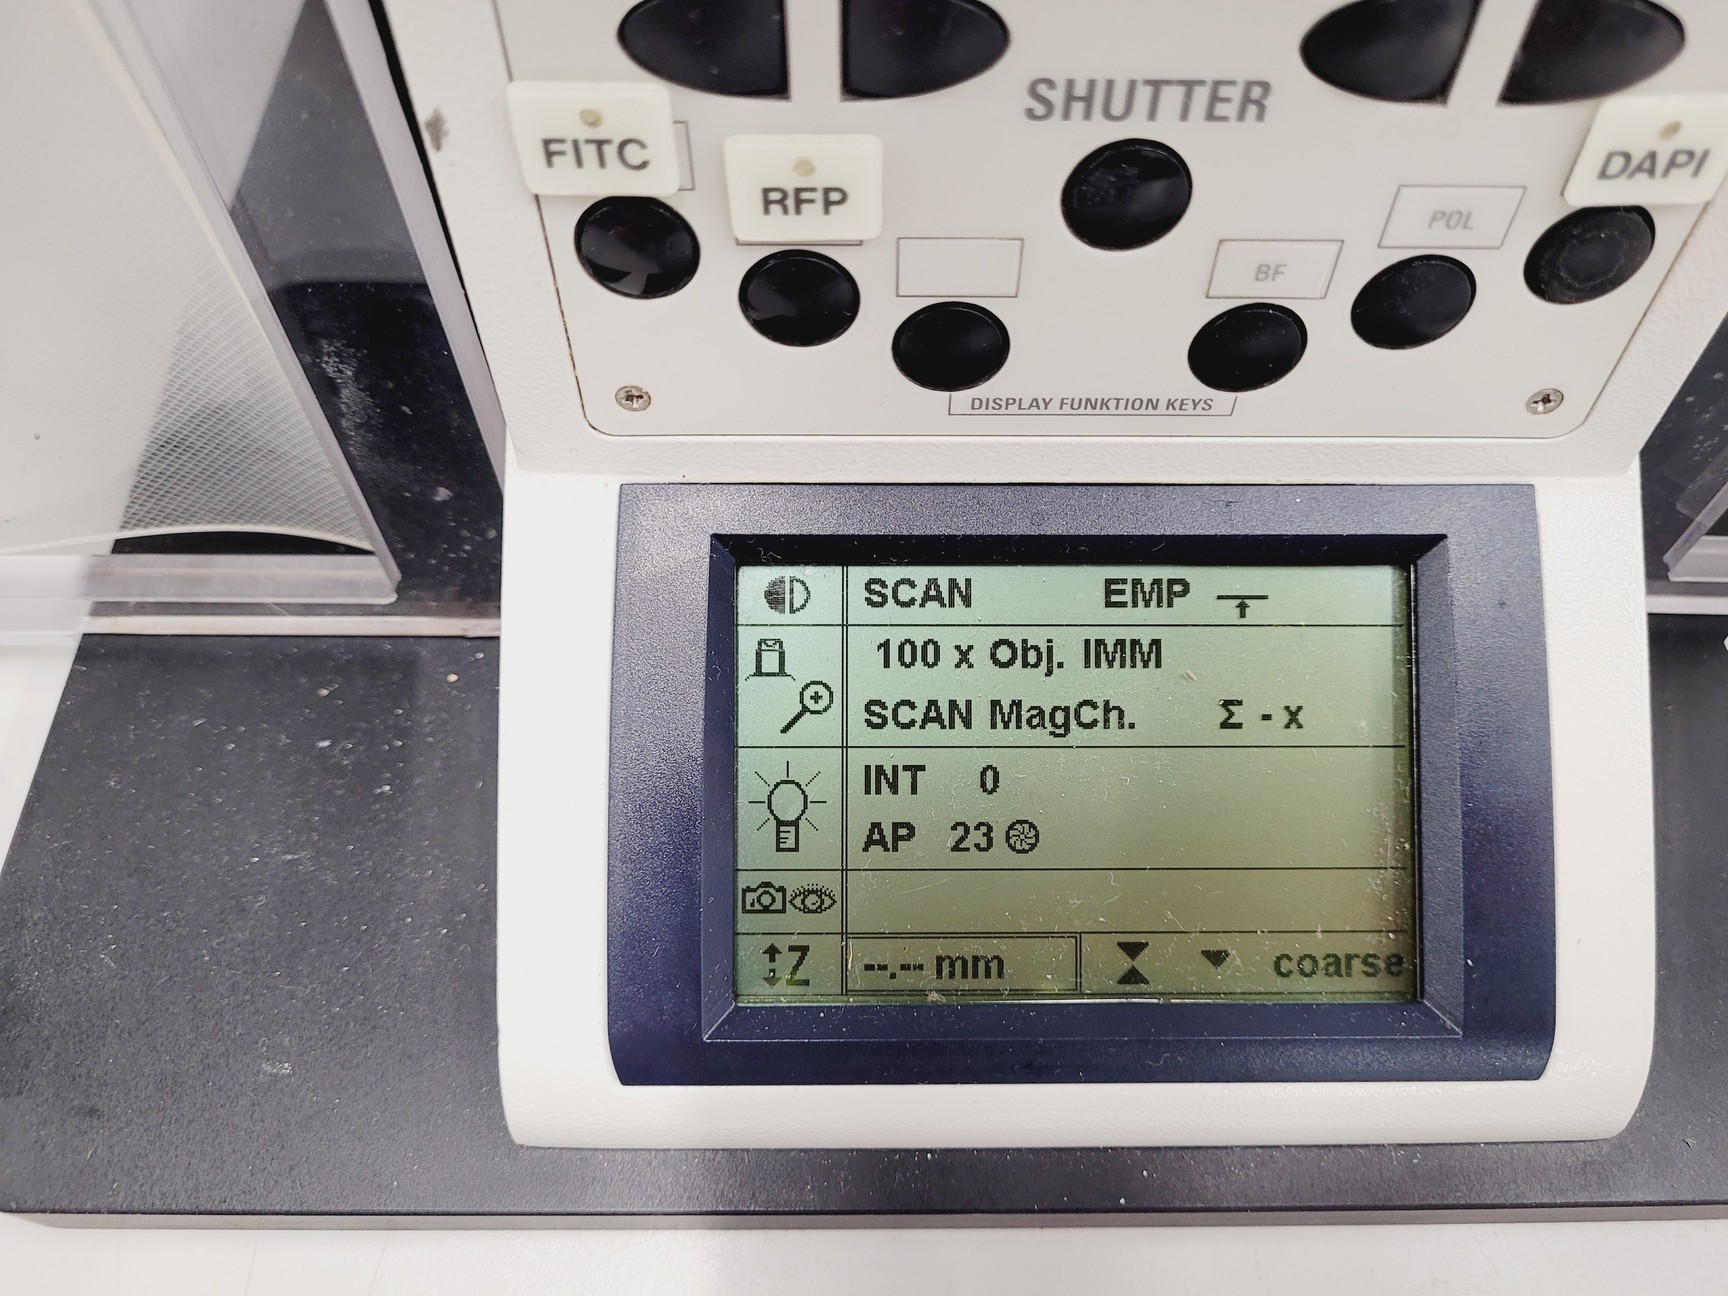 SHUTTER
FITC
RFP
DAPI
POL
BF
DISPLAY FUNKTION KEYS
SCAN EMP
100 x Obj. IMM
SCAN MagCh. Σ - x
INT 0
AP 23
Z --.-- mm coarse